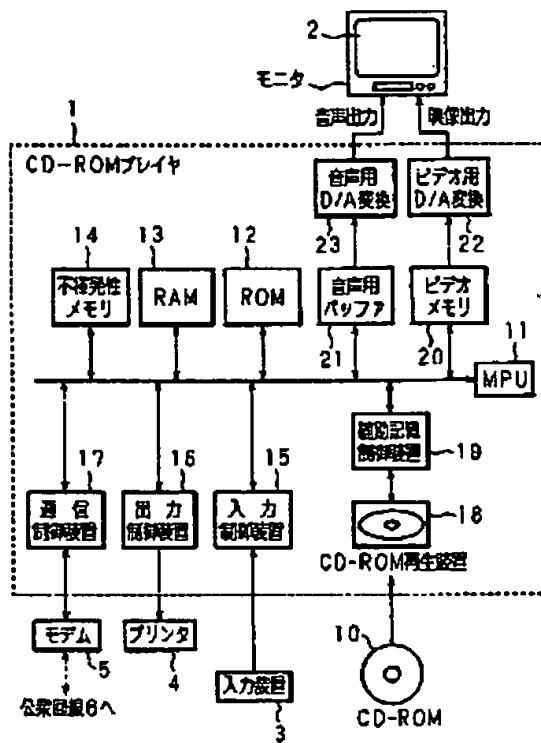 2
モニタ
1
音声出力
映像出力
CD-ROMプレイヤ
音声用
D/A変換
23
ビデオ用
D/A変換
22
14
不揮発性
メモリ
13
RAM
12
ROM
音声用
バッファ
21
ビデオ
メモリ
20
11
MPU
補助記憶
制御装置
19
17
通信
制御装置
16
出力
制御装置
15
入力
制御装置
18
CD-ROM再生装置
モデム
5
プリンタ
4
入力装置
3
10
CD-ROM
公衆回線6へ